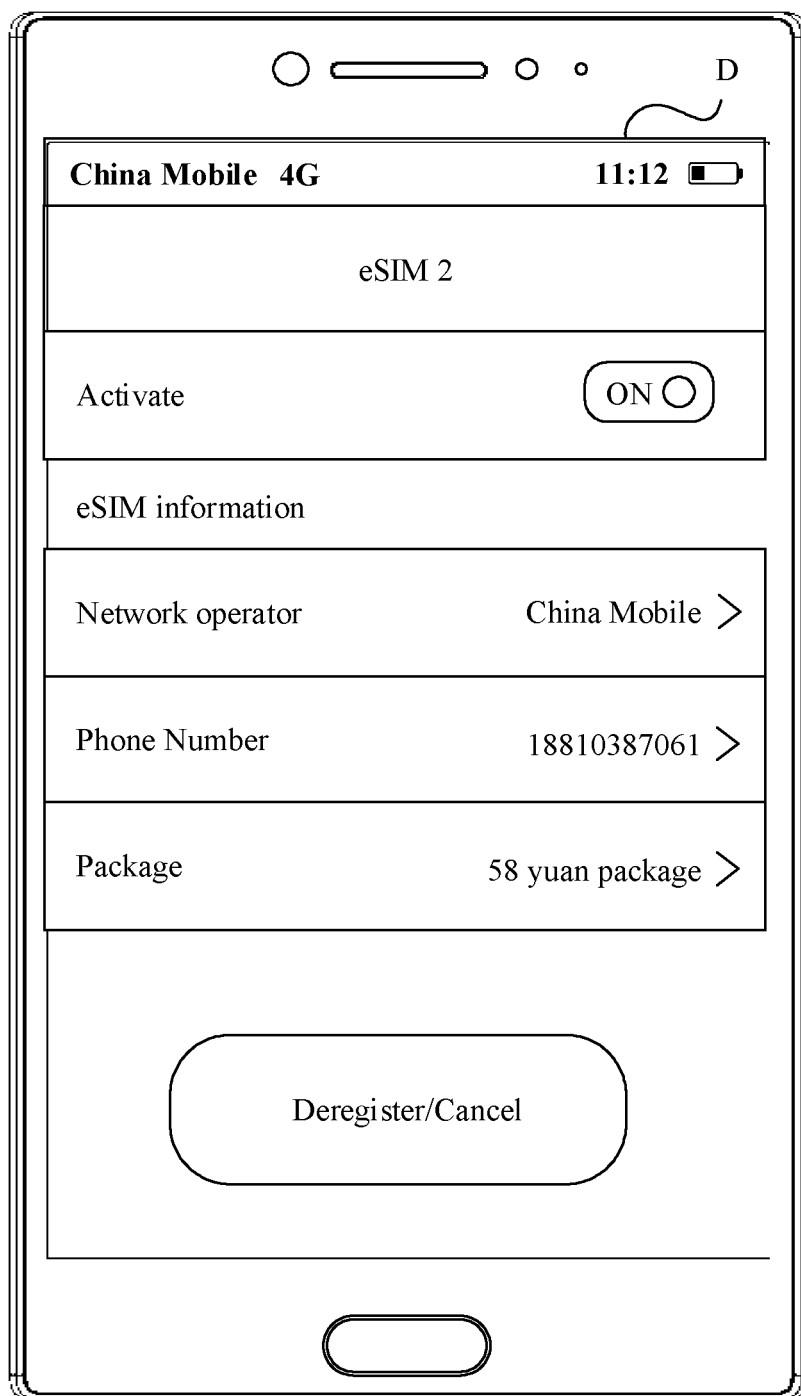 D
China Mobile 4G 11:12
eSIM 2
Activate ON
eSIM information
Network operator China Mobile >
Phone Number 18810387061 >
Package 58 yuan package >
Deregister/Cancel